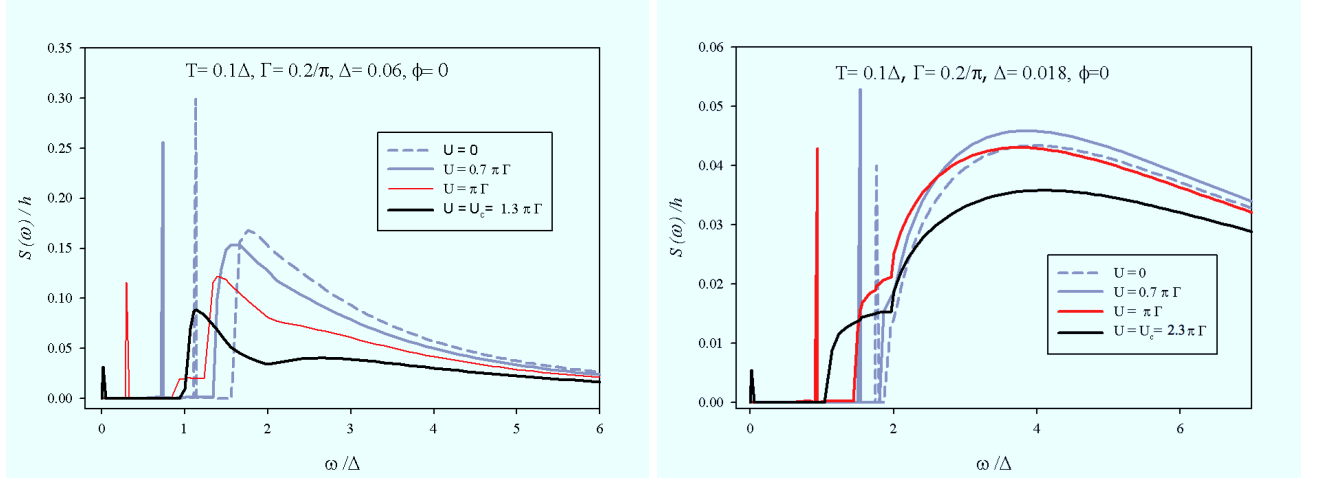 0.35
0.30
0.25
0.20
0.15
0.10
0.05
0.00
S(ω)/h
T= 0.1Δ, Γ= 0.2/π, Δ= 0.06, ϕ= 0
U = 0
U = 0.7 π Γ
U = π Γ
U = U_c = 1.3 π Γ
0 1 2 3 4 5 6
ω /Δ
0.06
0.05
0.04
0.03
0.02
0.01
0.00
S(ω)/h
T= 0.1Δ, Γ= 0.2/π, Δ= 0.018, ϕ=0
U = 0
U = 0.7 π Γ
U = π Γ
U = U_c= 2.3π Γ
0 2 4 6
ω /Δ